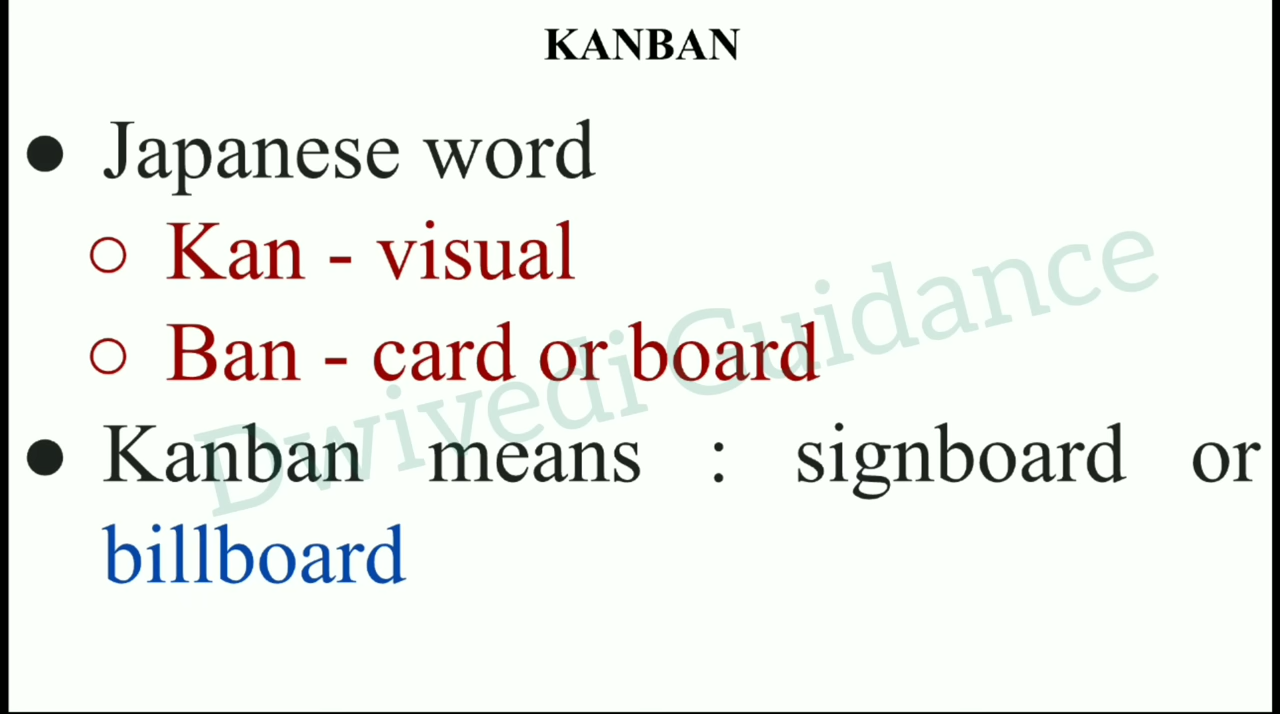 KANBAN
● Japanese word
○ Kan - visual
○ Ban - card or board
● Kanban means : signboard or
billboard
Dwivedi Guidance